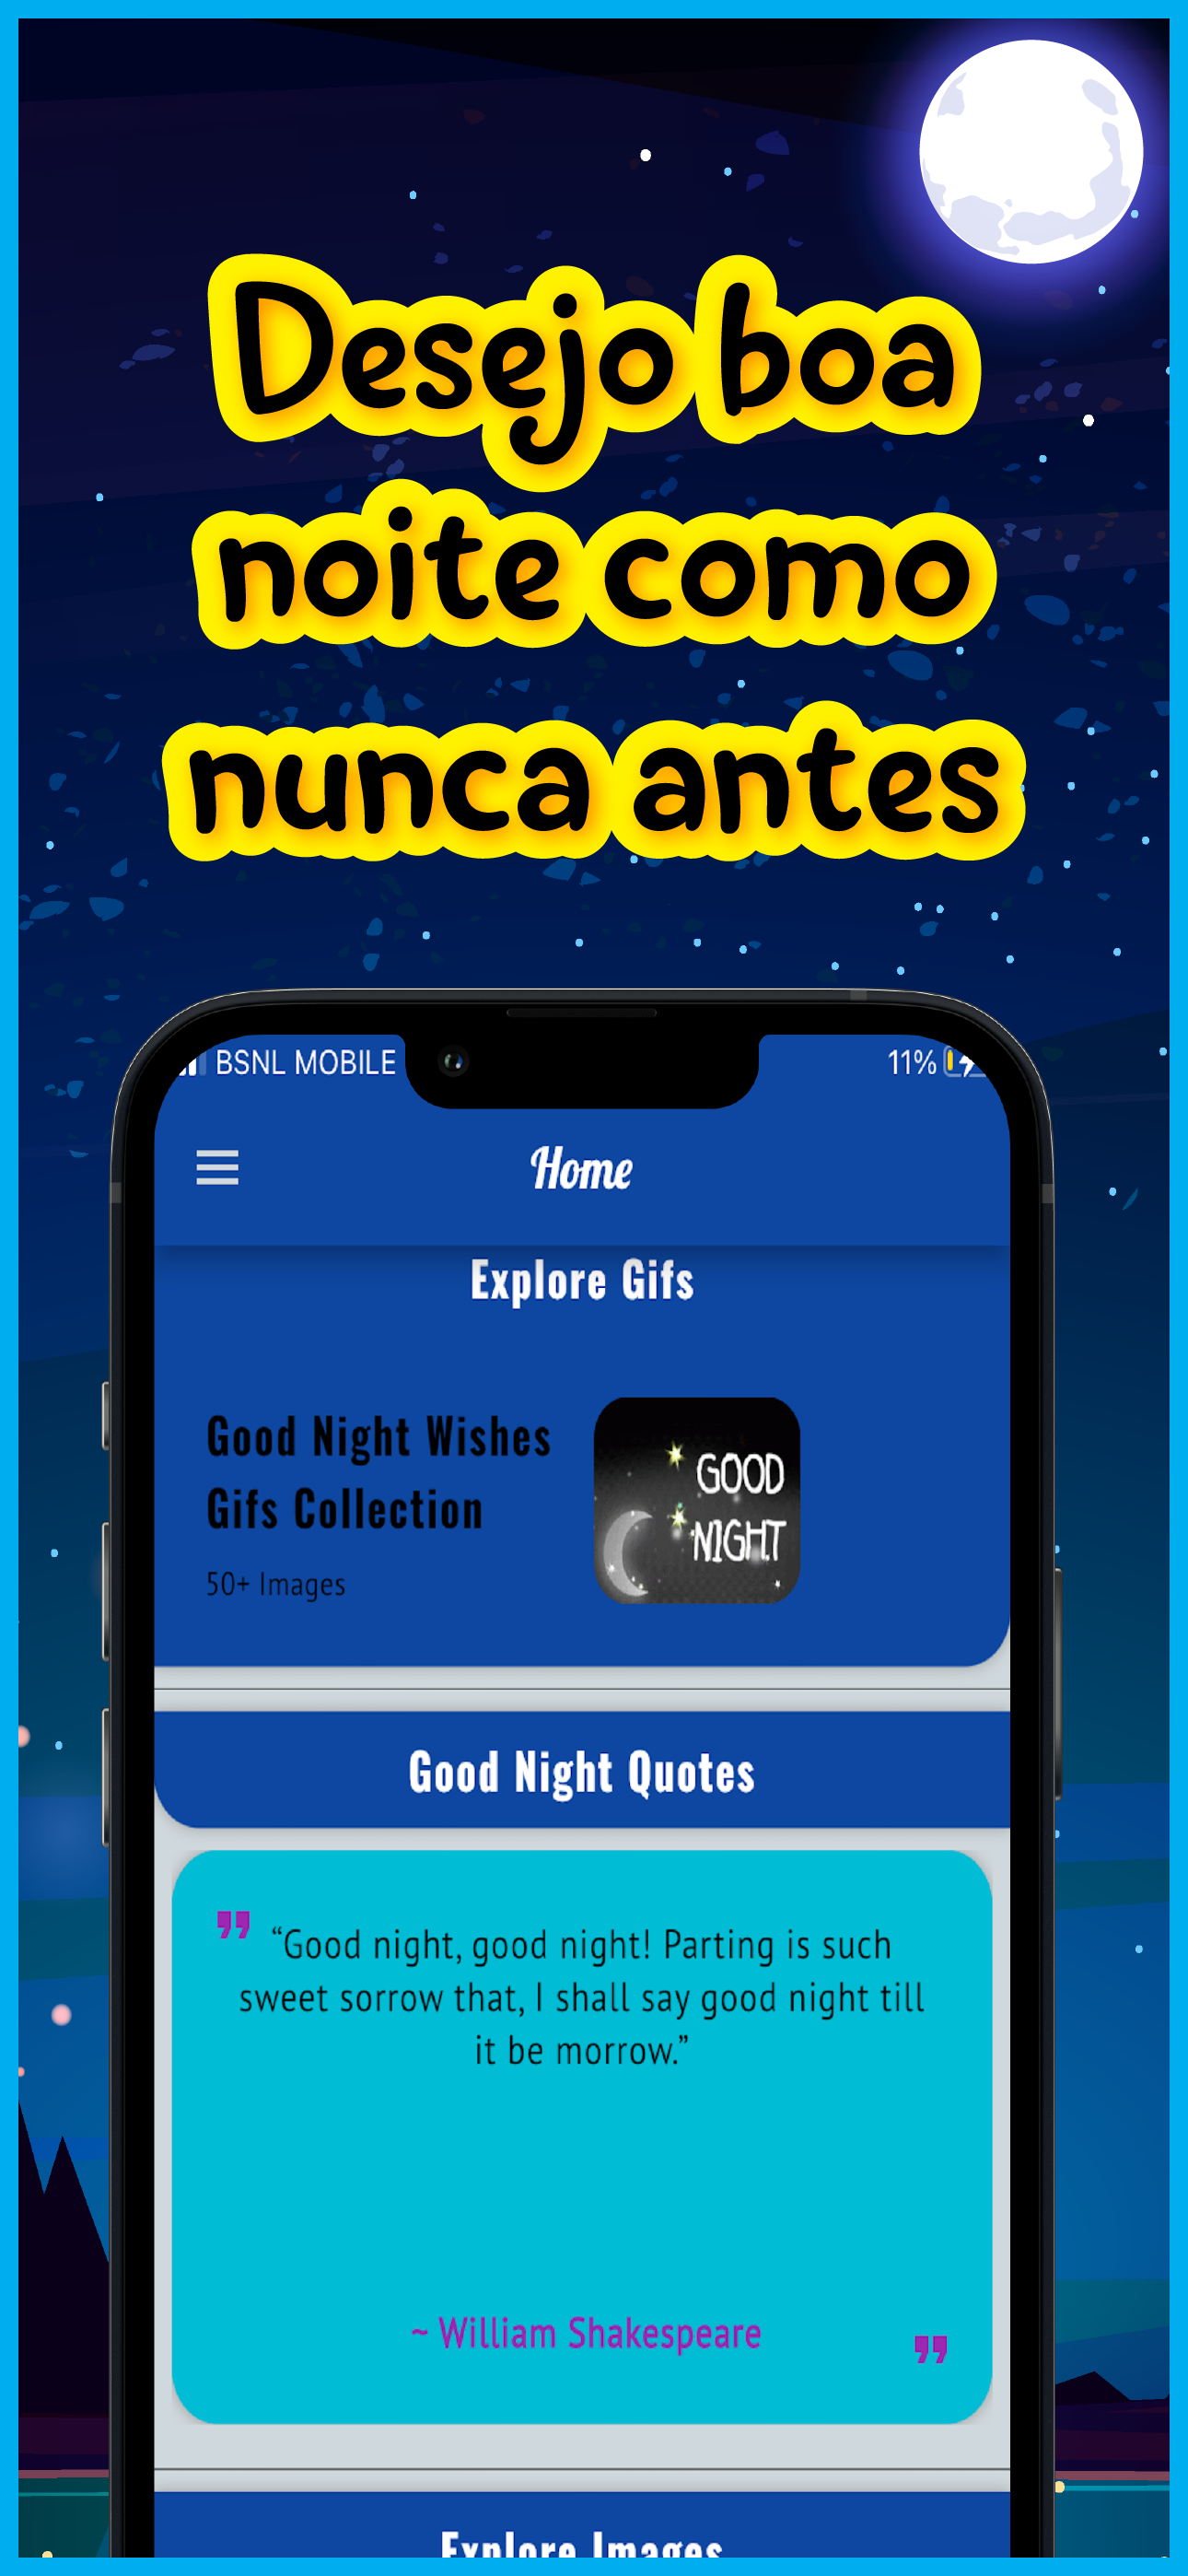 Desejo boa
noite como
nunca antes
BSNL MOBILE
11%
Home
Explore Gifs
Good Night Wishes
Gifs Collection
50+ Images
GOOD
NIGHT
Good Night Quotes
“Good night, good night! Parting is such
sweet sorrow that, I shall say good night till
it be morrow.”
~ William Shakespeare
Explore Images